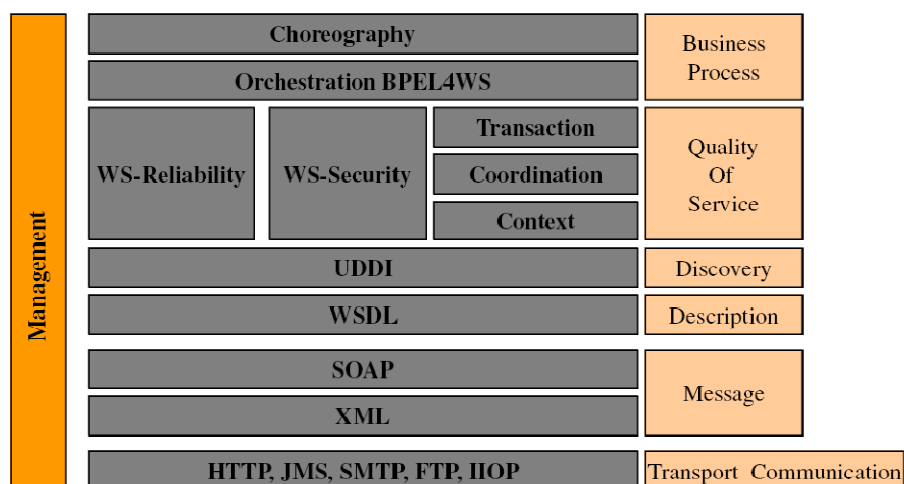 Management
Choreography
Orchestration BPEL4WS
Business
Process
WS-Reliability
WS-Security
Transaction
Coordination
Context
Quality
Of
Service
UDDI
Discovery
WSDL
Description
SOAP
XML
Message
HTTP, JMS, SMTP, FTP, IIOP
Transport Communication